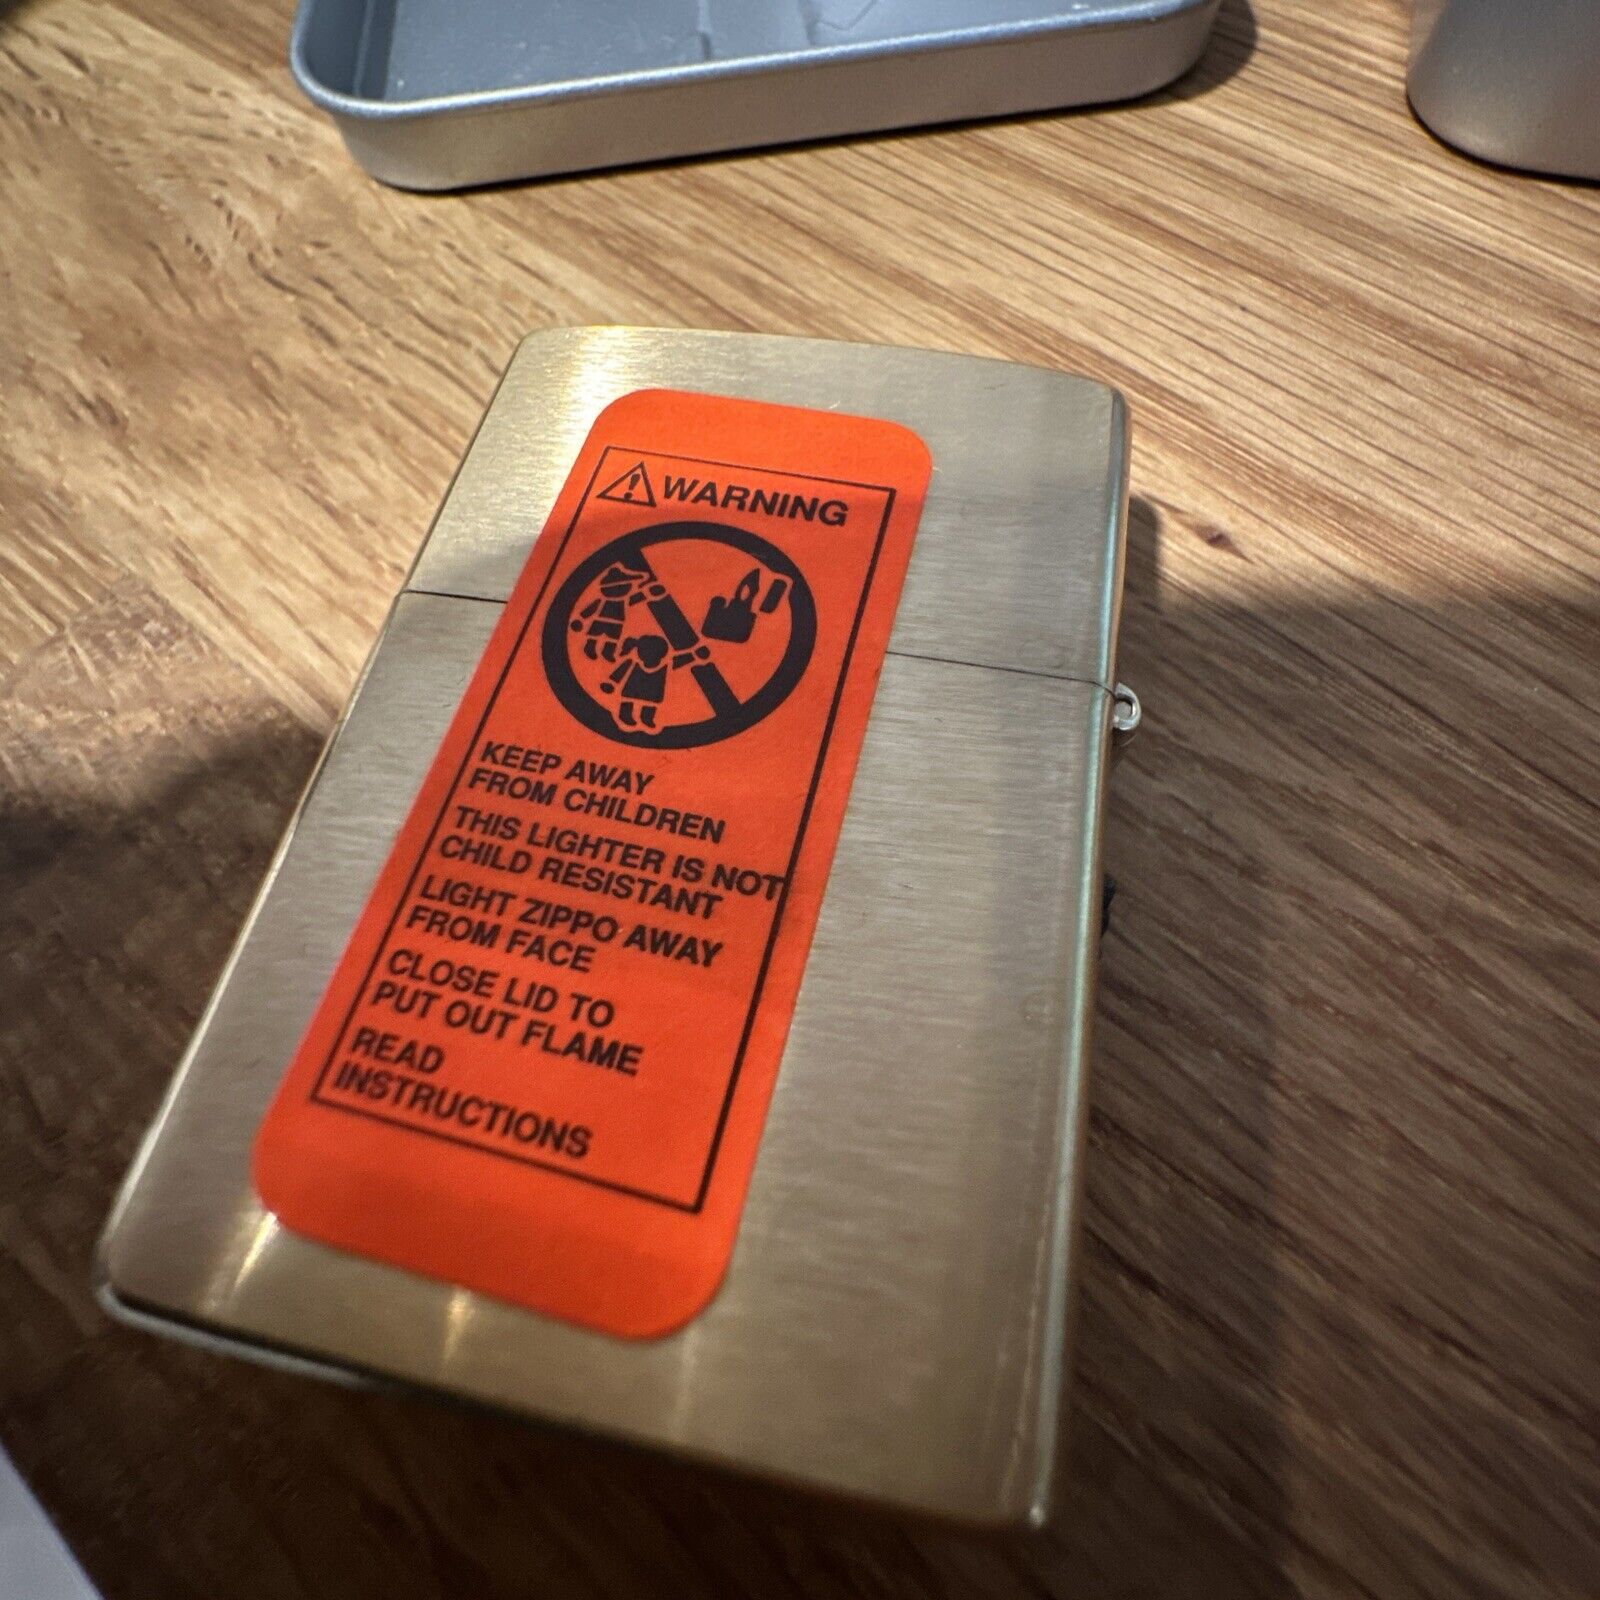 WARNING
KEEP AWAY
FROM CHILDREN
THIS LIGHTER IS NOT
CHILD RESISTANT
LIGHT ZIPPO AWAY
FROM FACE
CLOSE LID TO
PUT OUT FLAME
READ
INSTRUCTIONS